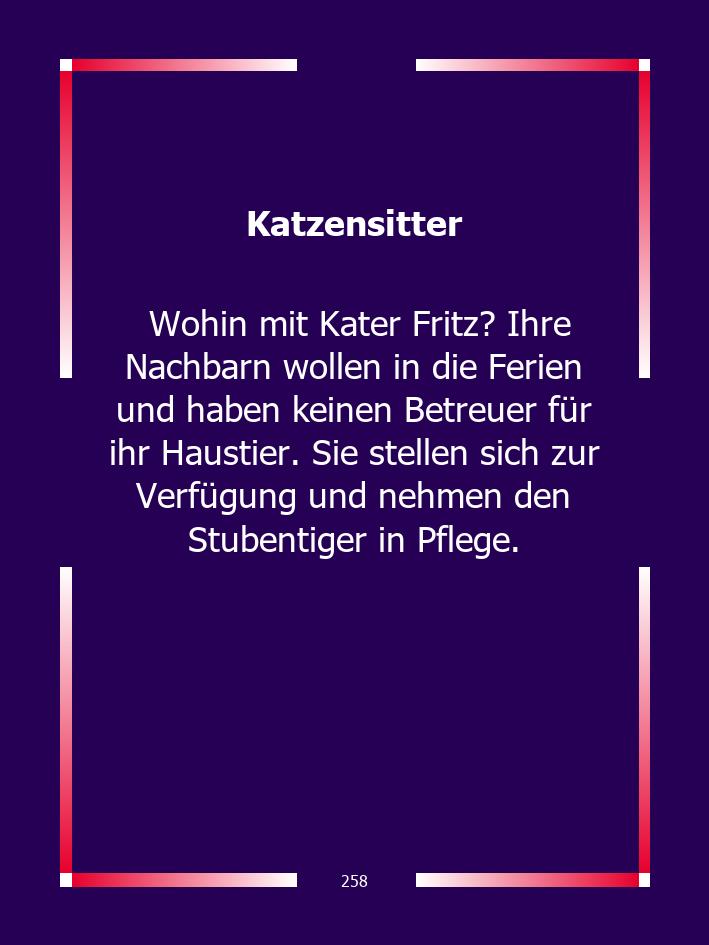 Katzensitter
Wohin mit Kater Fritz? Ihre
Nachbarn wollen in die Ferien
und haben keinen Betreuer für
ihr Haustier. Sie stellen sich zur
Verfügung und nehmen den
Stubentiger in Pflege.
258